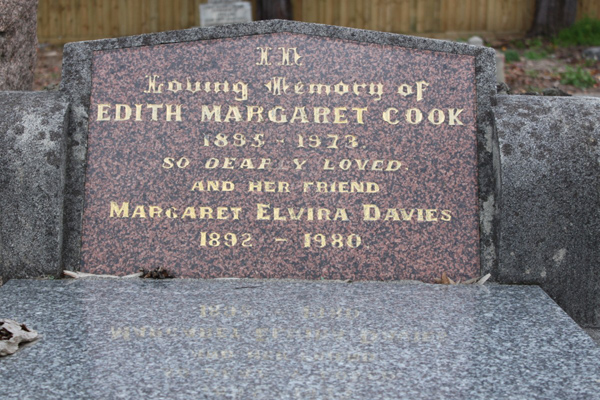 In
Loving Memory of
EDITH MARGARET COOK
1895 - 1973.
SO DEARLY LOVED.
AND HER FRIEND
MARGARET ELVIRA DAVIES
1892 - 1980.